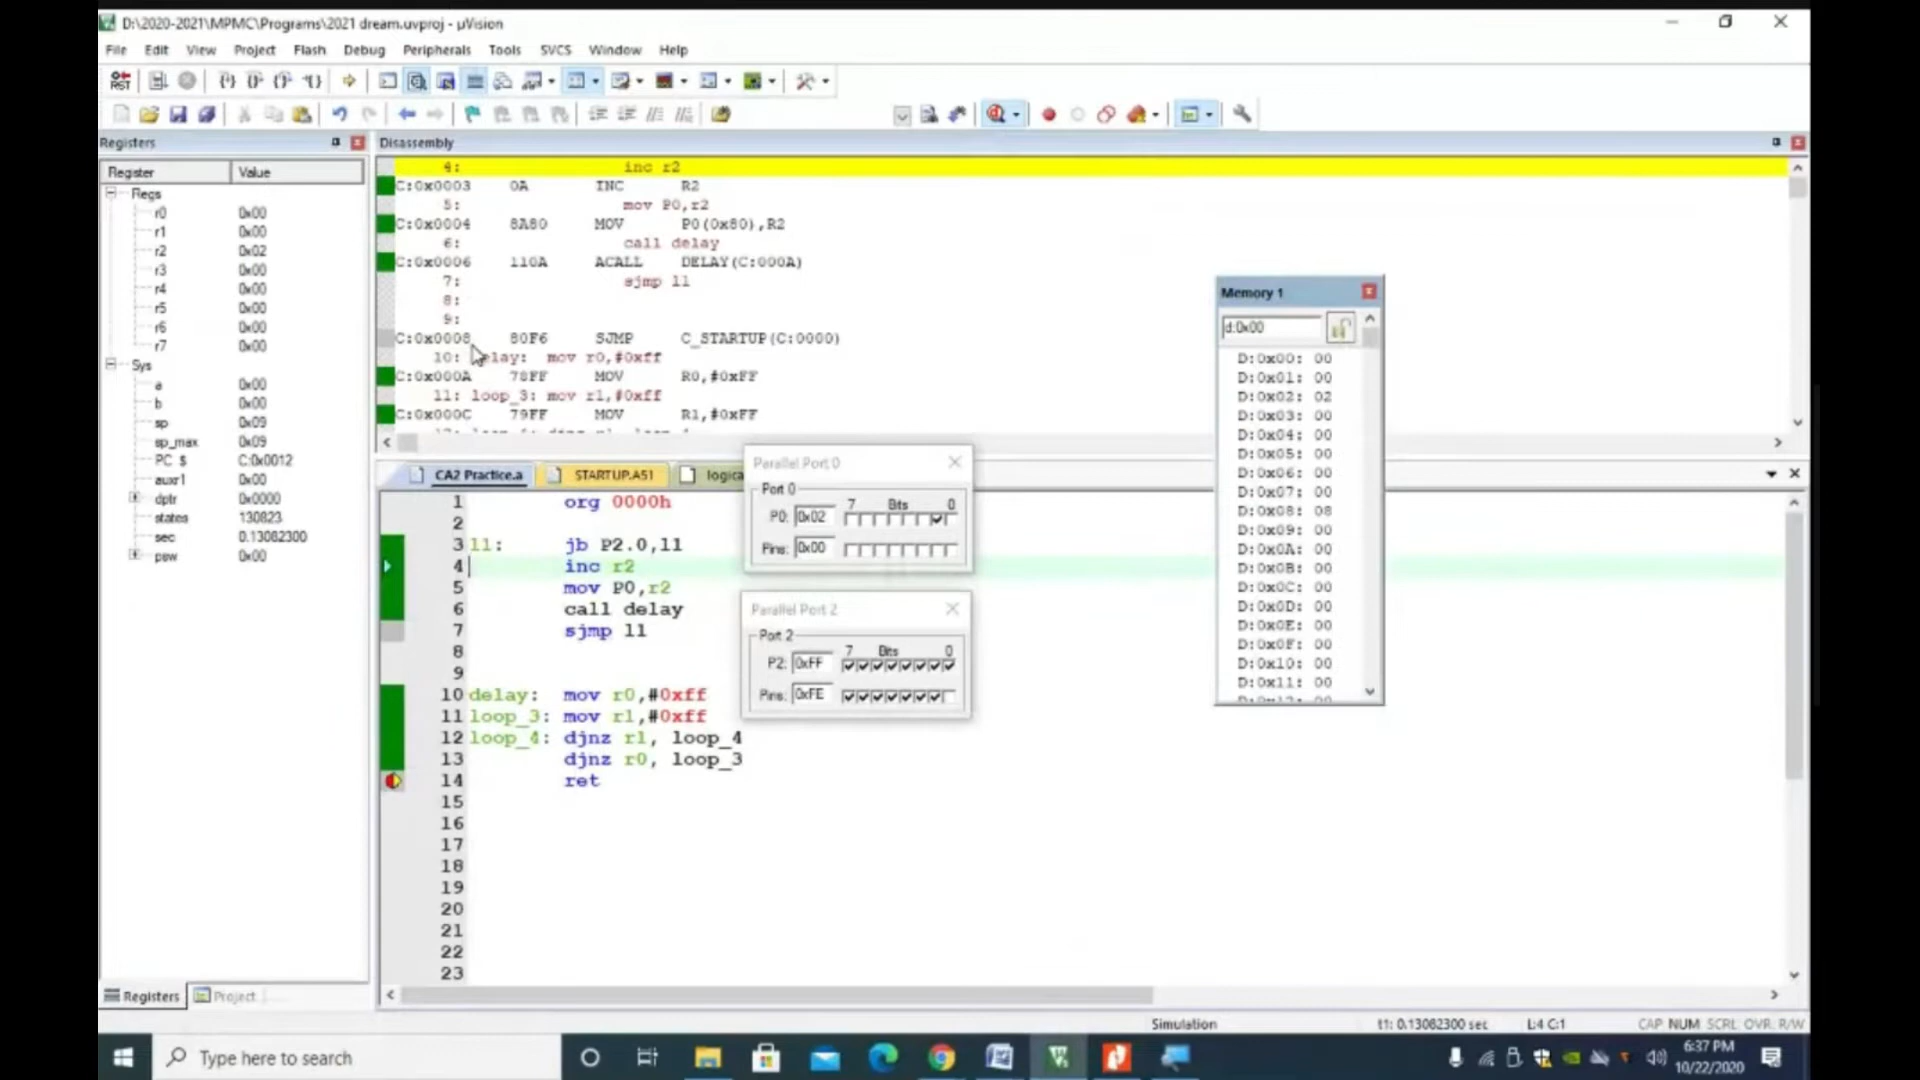 D:\2020-2021\MPMC\Programs\2021 dream.uvproj - µVision
File Edit View Project Flash Debug Peripherals Tools SVCS Window Help
Registers
Register Value
Regs
r0 0x00
r1 0x00
r2 0x02
r3 0x00
r4 0x00
r5 0x00
r6 0x00
r7 0x00
Sys
a 0x00
b 0x00
sp 0x09
sp_max 0x09
PC $ C:0x0012
auxr1 0x00
dptr 0x0000
states 130823
sec 0.13082300
psw 0x00
Registers Project
Disassembly
4: inc r2
C:0x0003 0A INC R2
5: mov P0,r2
C:0x0004 8A80 MOV P0(0x80),R2
6: call delay
C:0x0006 110A ACALL DELAY(C:000A)
7: sjmp l1
8:
9:
C:0x0008 80F6 SJMP C_STARTUP(C:0000)
10: delay: mov r0,#0xff
C:0x000A 78FF MOV R0,#0xFF
11: loop_3: mov r1,#0xff
C:0x000C 79FF MOV R1,#0xFF
CA2 Practice.a STARTUP.A51 logica
1 org 0000h
2
3 l1: jb P2.0,l1
4 inc r2
5 mov P0,r2
6 call delay
7 sjmp l1
8
9
10 delay: mov r0,#0xff
11 loop_3: mov r1,#0xff
12 loop_4: djnz r1, loop_4
13 djnz r0, loop_3
14 ret
15
16
17
18
19
20
21
22
23
Parallel Port 0
Port 0
7 Bits 0
P0: 0x02
Pins: 0x00
Parallel Port 2
Port 2
7 Bits 0
P2: 0xFF
Pins: 0xFE
Memory 1
d:0x00
D:0x00: 00
D:0x01: 00
D:0x02: 02
D:0x03: 00
D:0x04: 00
D:0x05: 00
D:0x06: 00
D:0x07: 00
D:0x08: 08
D:0x09: 00
D:0x0A: 00
D:0x0B: 00
D:0x0C: 00
D:0x0D: 00
D:0x0E: 00
D:0x0F: 00
D:0x10: 00
D:0x11: 00
Simulation t1: 0.13082300 sec L:4 C:1 CAP NUM SCRL OVR R/W
Type here to search
6:37 PM
10/22/2020